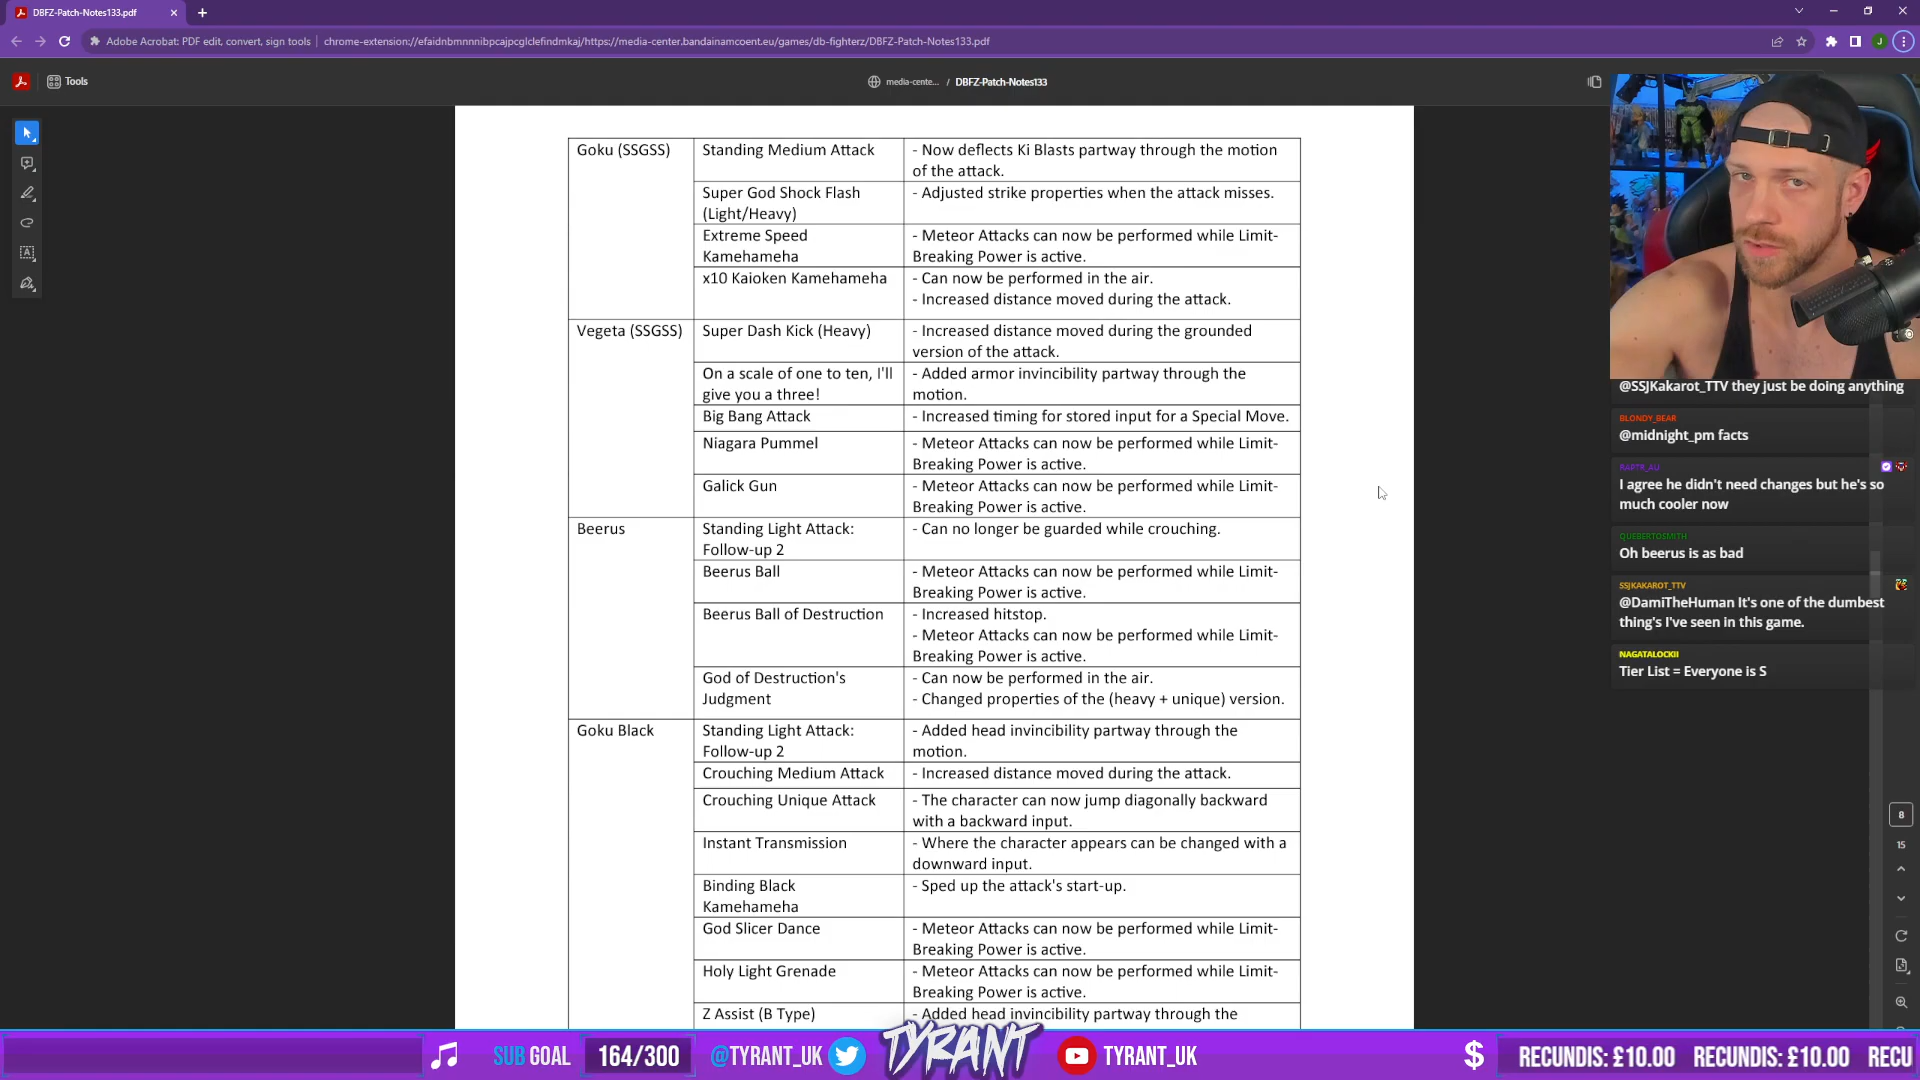 DBFZ-Patch-Notes133.pdf
Adobe Acrobat: PDF edit, convert, sign tools
chrome-extension://efaidnbmnnnibpcajpcglclefindmkaj/https://media-center.bandainamcoent.eu/games/db-fighterz/DBFZ-Patch-Notes133.pdf
Tools
media-cente... / DBFZ-Patch-Notes133
Goku (SSGSS)
Standing Medium Attack
- Now deflects Ki Blasts partway through the motion
of the attack.
Super God Shock Flash
(Light/Heavy)
- Adjusted strike properties when the attack misses.
Extreme Speed
Kamehameha
- Meteor Attacks can now be performed while Limit-
Breaking Power is active.
x10 Kaioken Kamehameha
- Can now be performed in the air.
- Increased distance moved during the attack.
Vegeta (SSGSS)
Super Dash Kick (Heavy)
- Increased distance moved during the grounded
version of the attack.
On a scale of one to ten, I'll
give you a three!
- Added armor invincibility partway through the
motion.
Big Bang Attack
- Increased timing for stored input for a Special Move.
Niagara Pummel
- Meteor Attacks can now be performed while Limit-
Breaking Power is active.
Galick Gun
- Meteor Attacks can now be performed while Limit-
Breaking Power is active.
Beerus
Standing Light Attack:
Follow-up 2
- Can no longer be guarded while crouching.
Beerus Ball
- Meteor Attacks can now be performed while Limit-
Breaking Power is active.
Beerus Ball of Destruction
- Increased hitstop.
- Meteor Attacks can now be performed while Limit-
Breaking Power is active.
God of Destruction's
Judgment
- Can now be performed in the air.
- Changed properties of the (heavy + unique) version.
Goku Black
Standing Light Attack:
Follow-up 2
- Added head invincibility partway through the
motion.
Crouching Medium Attack
- Increased distance moved during the attack.
Crouching Unique Attack
- The character can now jump diagonally backward
with a backward input.
Instant Transmission
- Where the character appears can be changed with a
downward input.
Binding Black
Kamehameha
- Sped up the attack's start-up.
God Slicer Dance
- Meteor Attacks can now be performed while Limit-
Breaking Power is active.
Holy Light Grenade
- Meteor Attacks can now be performed while Limit-
Breaking Power is active.
Z Assist (B Type)
- Added head invincibility partway through the
@SSJKakarot_TTV they just be doing anything
BLONDY_BEAR
@midnight_pm facts
RAPTR_AU
I agree he didn't need changes but he's so
much cooler now
QUEBERTOSMITH
Oh beerus is as bad
SSJKAKAROT_TTV
@DamiTheHuman It's one of the dumbest
thing's I've seen in this game.
NAGATALOCKII
Tier List = Everyone is S
8
15
SUB GOAL
164/300
@TYRANT_UK
TYRANT
TYRANT_UK
$
RECUNDIS: £10.00 RECUNDIS: £10.00 RECU